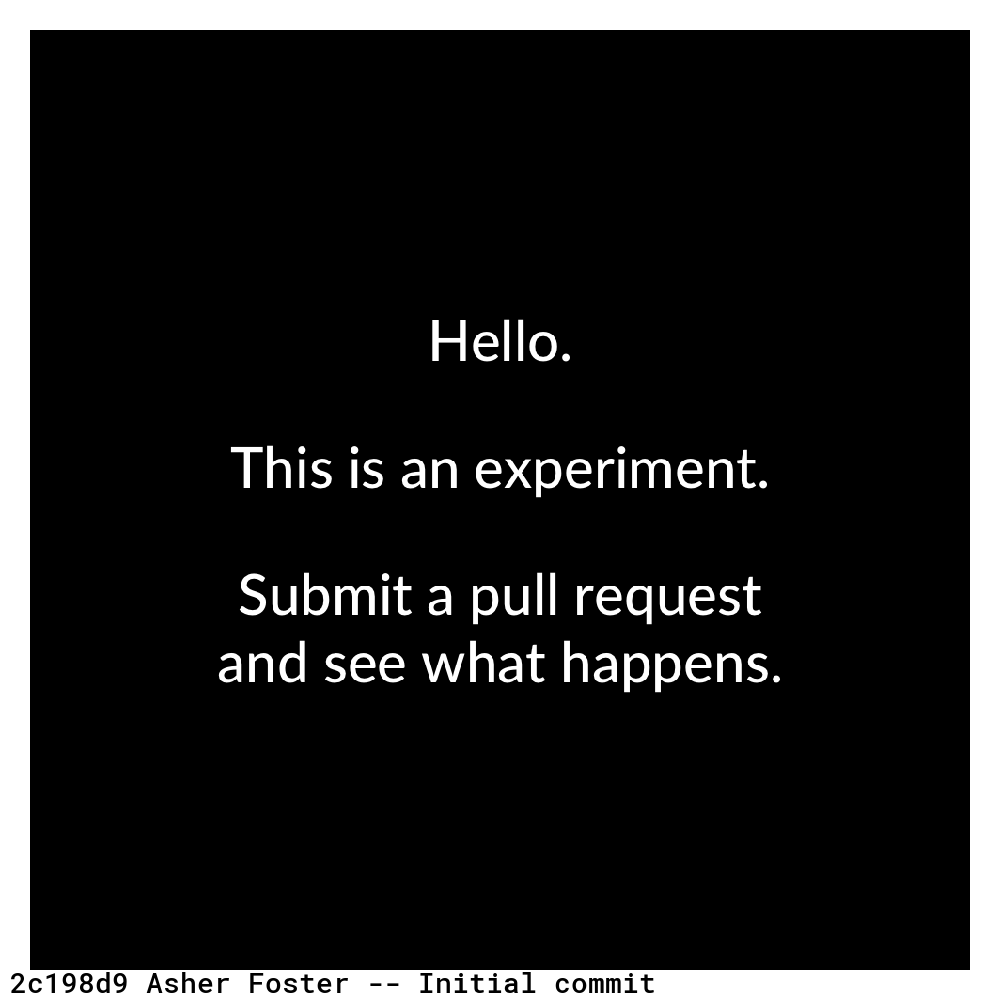 Hello.
This is an experiment.
Submit a pull request
and see what happens.
2c198d9 Asher Foster -- Initial commit